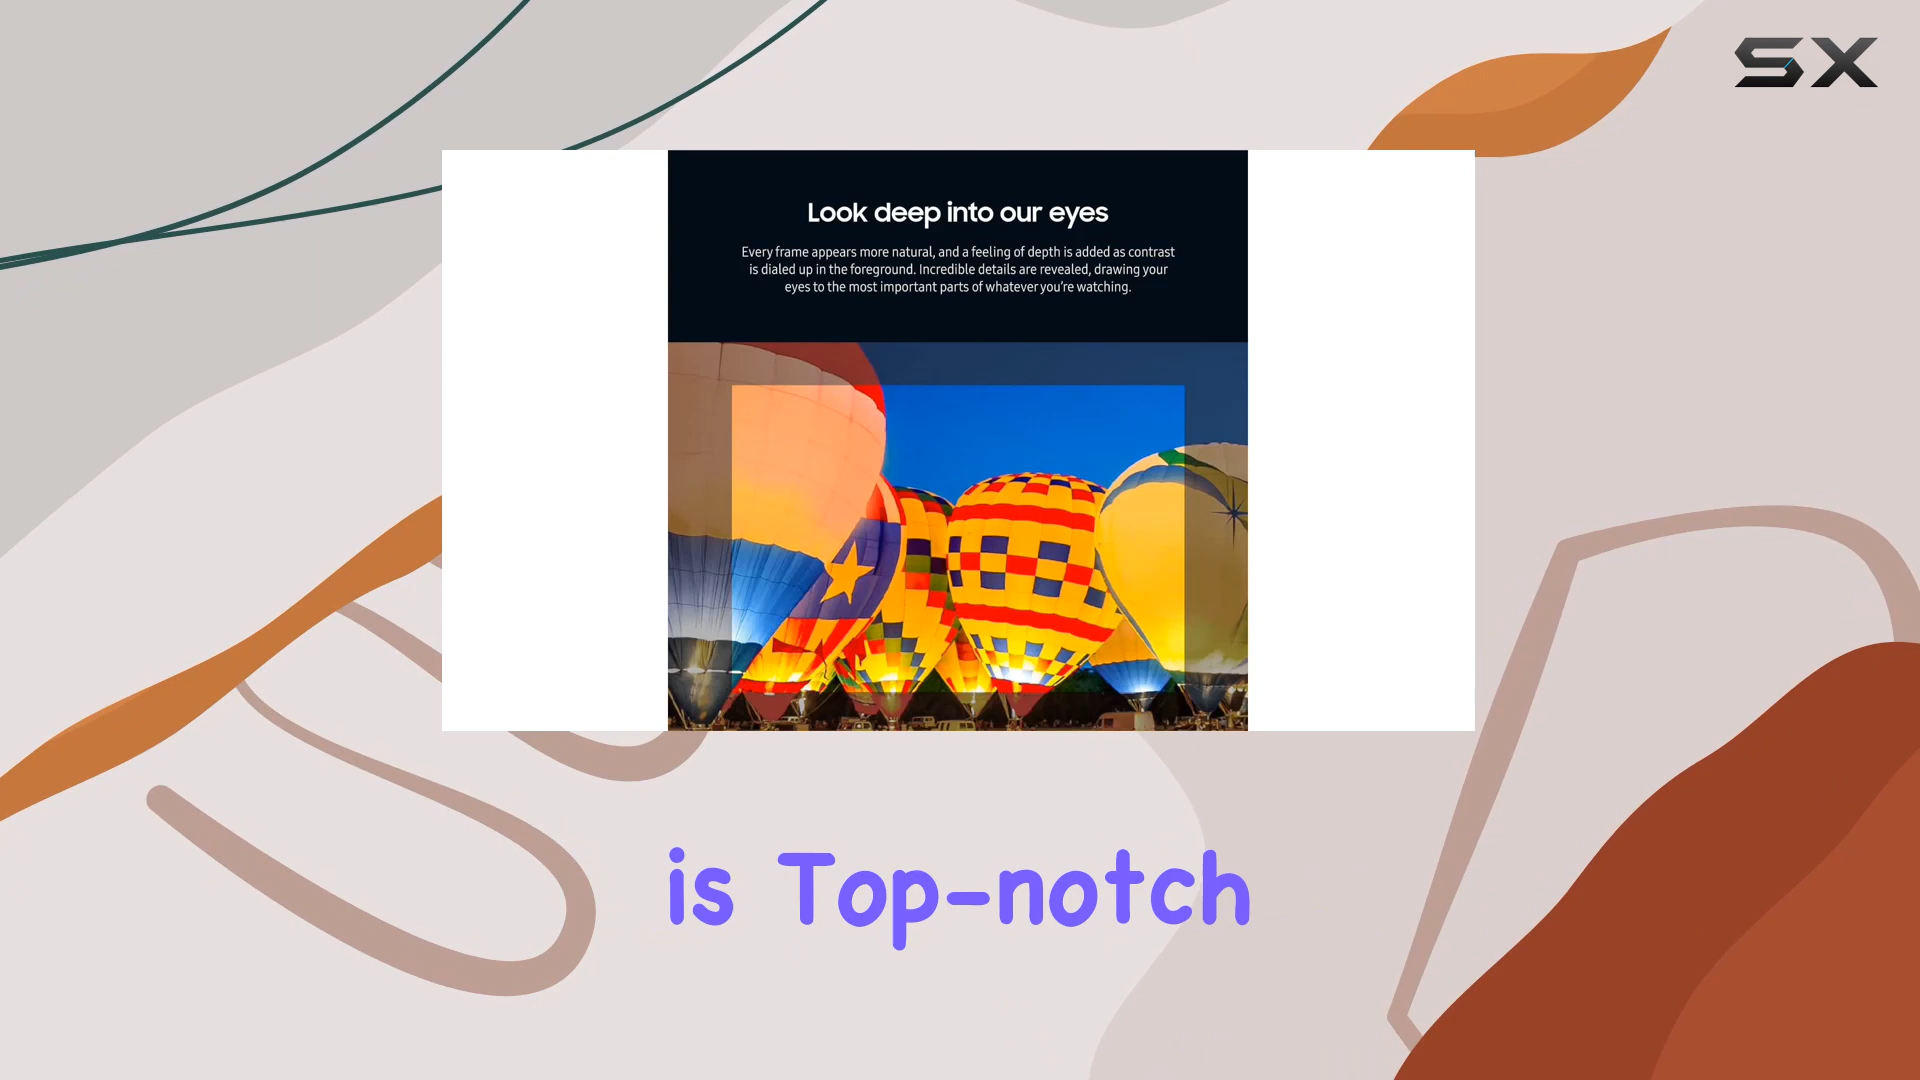 SX
Look deep into our eyes
Every frame appears more natural, and a feeling of depth is added as contrast
is dialed up in the foreground. Incredible details are revealed, drawing your
eyes to the most important parts of whatever you're watching.
is Top-notch